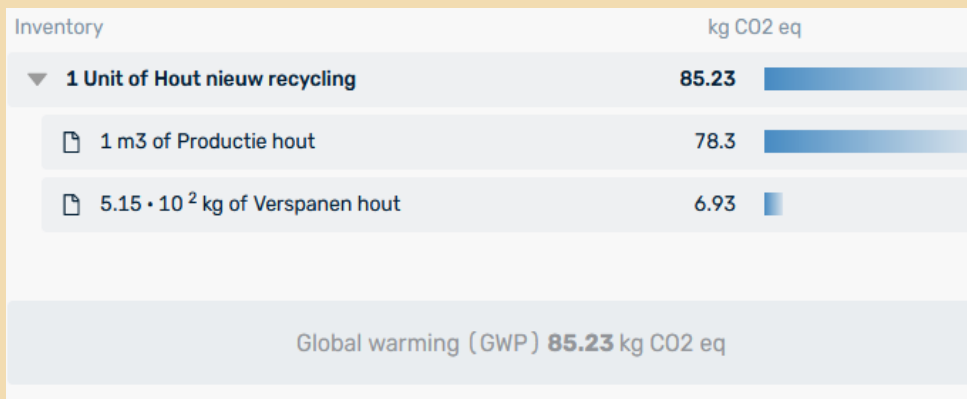 Inventory kg CO2 eq
1 Unit of Hout nieuw recycling 85.23
1 m3 of Productie hout 78.3
5.15 · 10 2 kg of Verspanen hout 6.93
Global warming (GWP) 85.23 kg CO2 eq